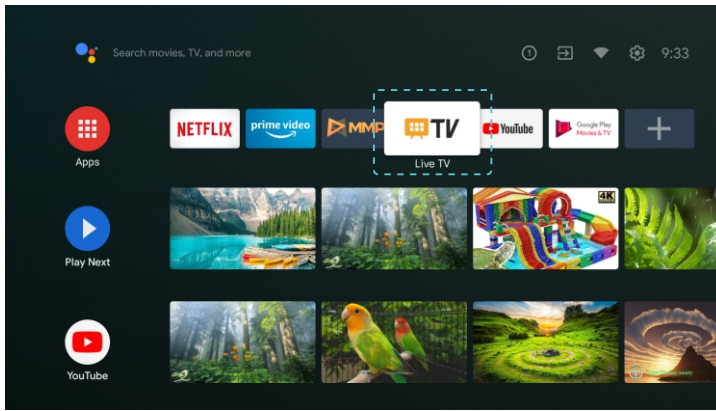 Search movies, TV, and more
1
9:33
Apps
NETFLIX
prime video
MMP
TV
YouTube
Google Play
Movies & TV
Live TV
Play Next
4K
YouTube